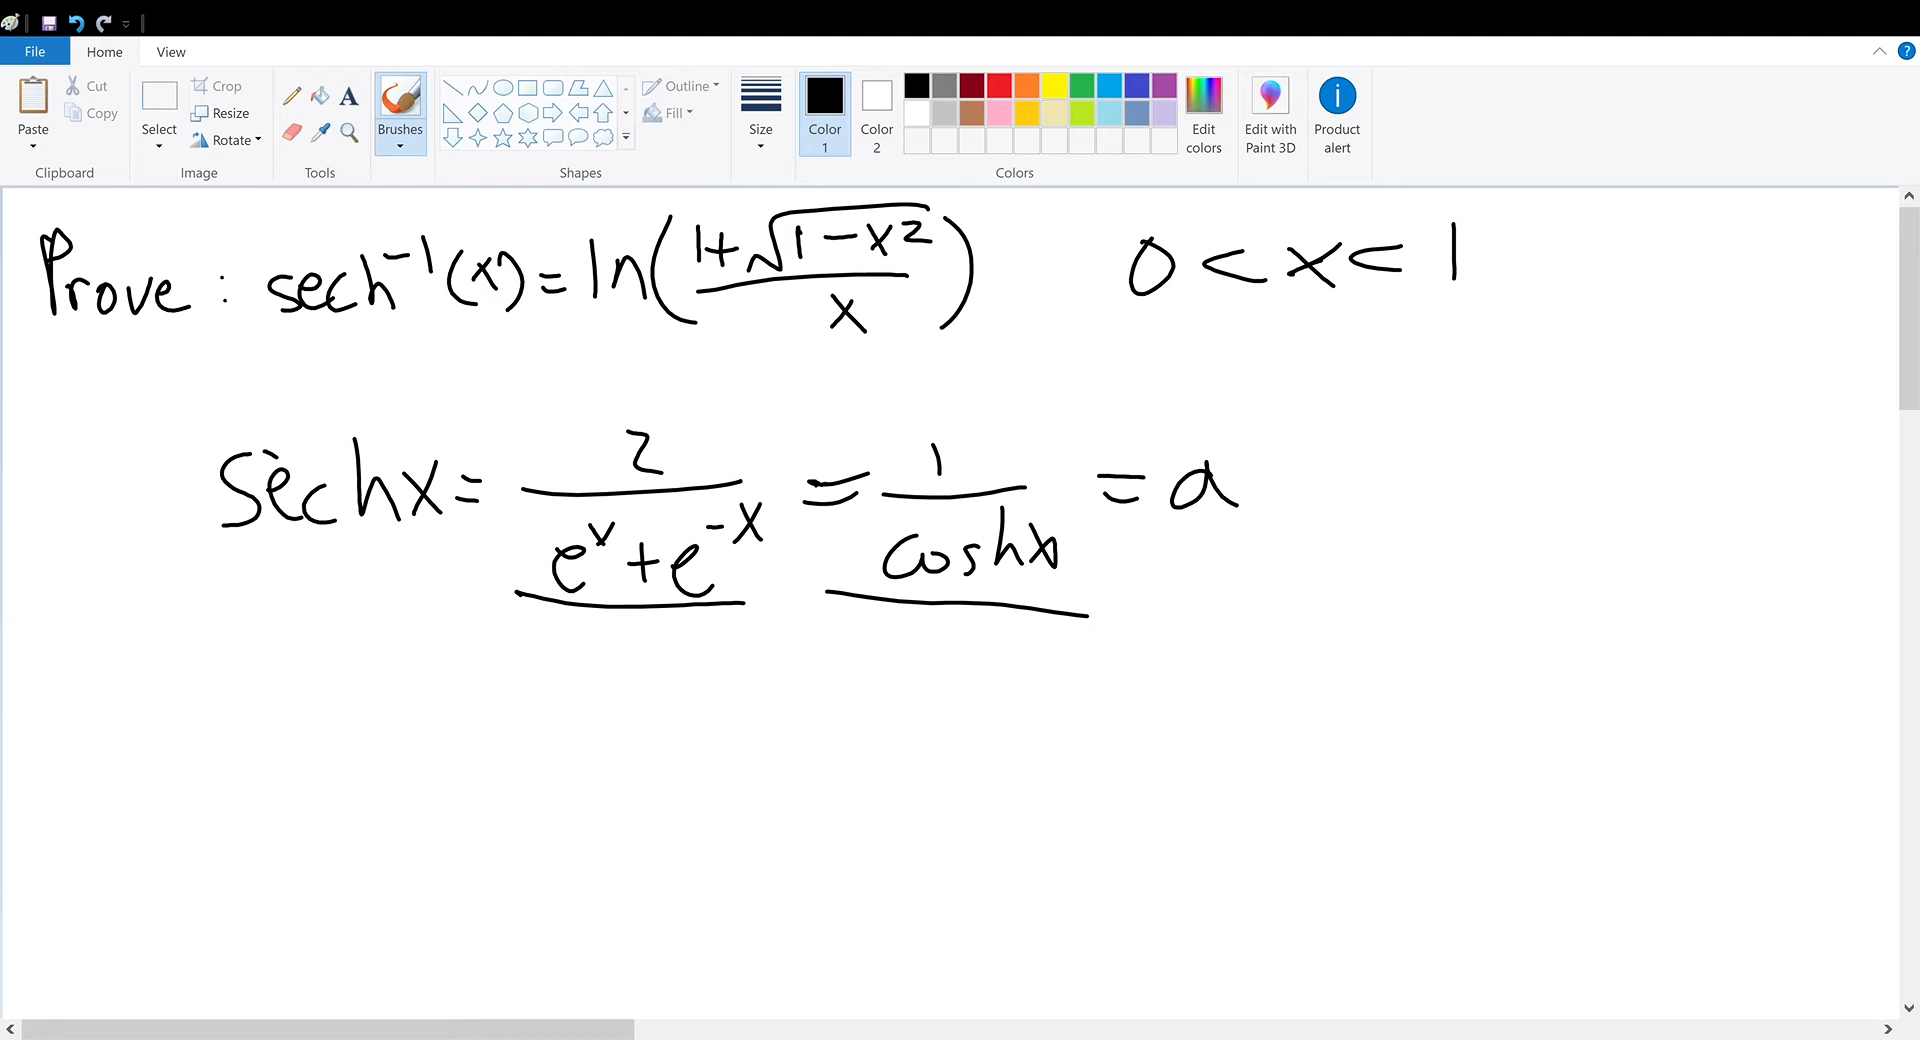 File Home View
Paste Cut Copy Clipboard
Select Crop Resize Rotate Image
A Tools
Brushes
Outline Fill Shapes
Size
Color 1 Color 2 Edit colors Colors
Edit with Paint 3D
Product alert
Prove : sech⁻¹(x) = ln((1+√(1-x²))/x) 0 < x < 1
sechx = 2/(eˣ+e⁻ˣ) = 1/coshx = a